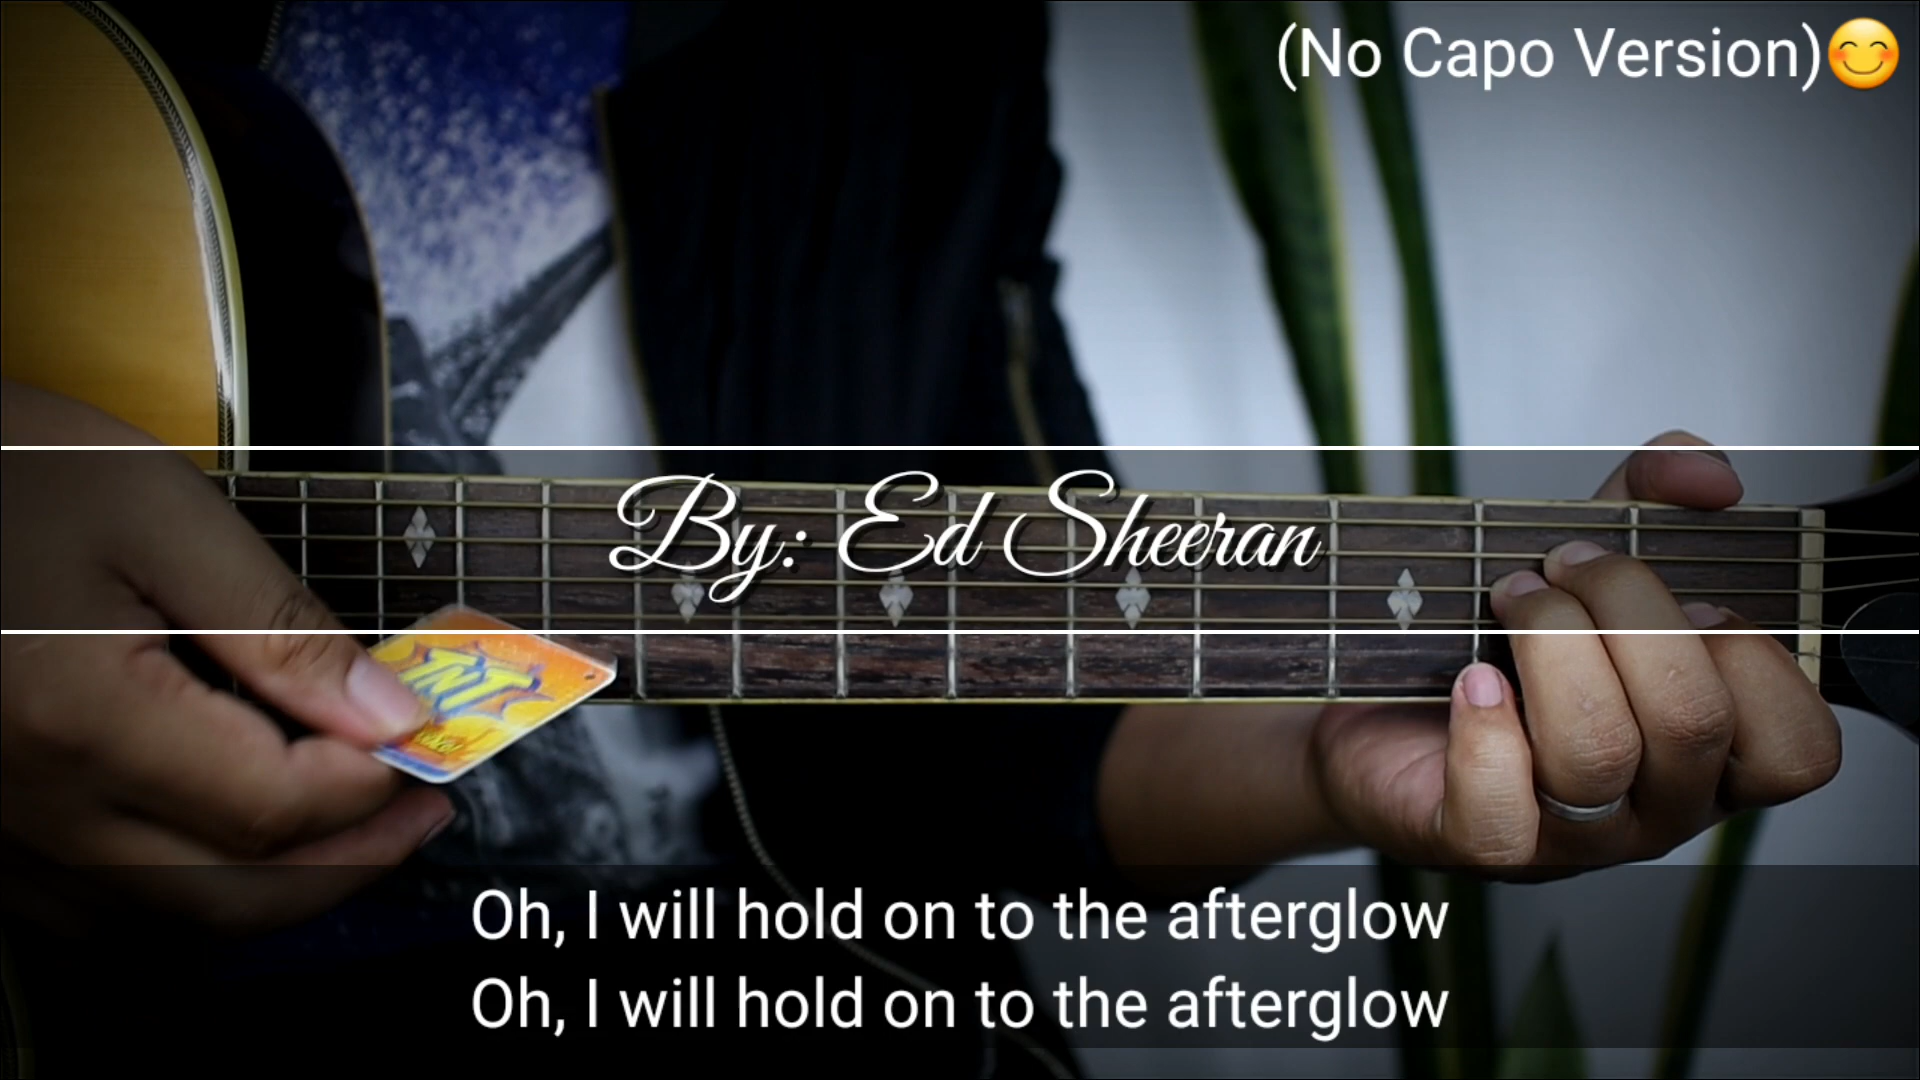 (No Capo Version)😊
By: Ed Sheeran
TNT
Oh, I will hold on to the afterglow
Oh, I will hold on to the afterglow